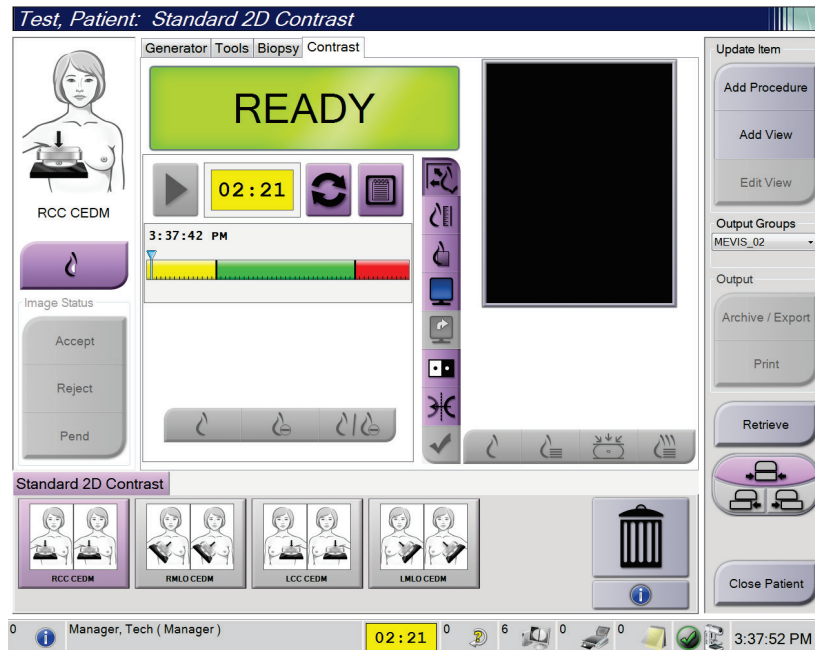 Test, Patient: Standard 2D Contrast
Generator Tools Biopsy Contrast
READY
02:21
3:37:42 PM
RCC CEDM
Image Status
Accept
Reject
Pend
Update Item
Add Procedure
Add View
Edit View
Output Groups
MEVIS_02
Output
Archive / Export
Print
Retrieve
Close Patient
Standard 2D Contrast
RCC CEDM
RMLO CEDM
LCC CEDM
LMLO CEDM
0 Manager, Tech ( Manager ) 02:21 0 6 0 0 3:37:52 PM